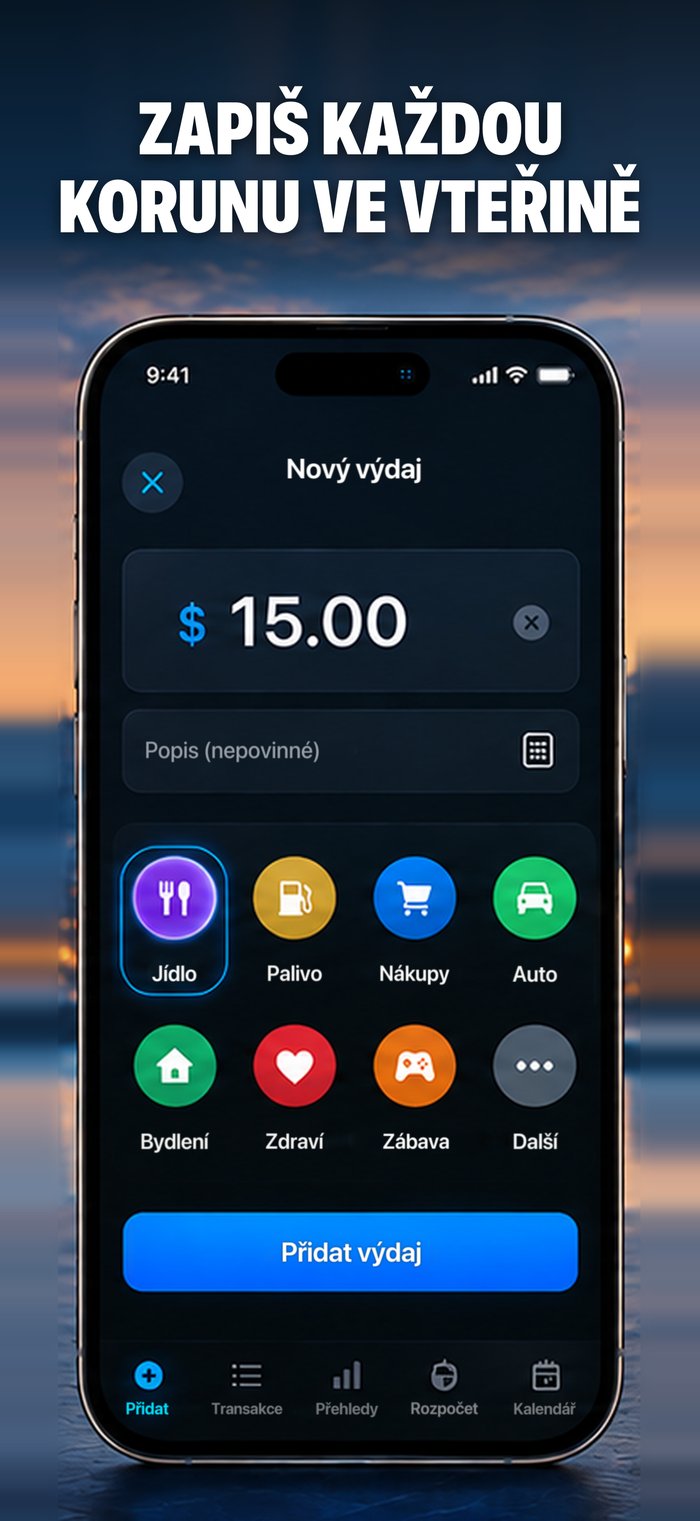 ZAPIŠ KAŽDOU
KORUNU VE VTEŘINĚ
9:41
Nový výdaj
$ 15.00
Popis (nepovinné)
Jídlo
Palivo
Nákupy
Auto
Bydlení
Zdraví
Zábava
Další
Přidat výdaj
Přidat
Transakce
Přehledy
Rozpočet
Kalendář